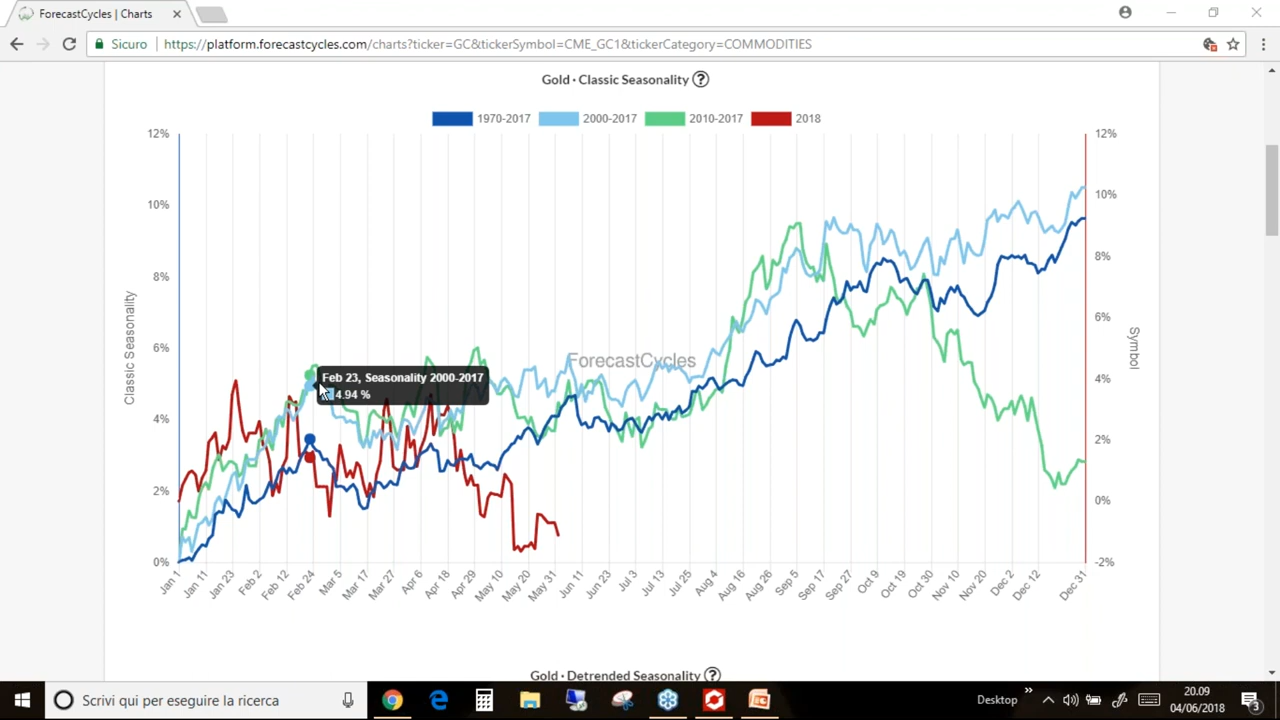 ForecastCycles | Charts
Sicuro
https://platform.forecastcycles.com/charts?ticker=GC&tickerSymbol=CME_GC1&tickerCategory=COMMODITIES
Gold · Classic Seasonality ?
1970-2017 2000-2017 2010-2017 2018
12% 12%
10% 10%
8% 8%
6% 6%
4% 4%
2% 2%
0% 0%
-2%
Classic Seasonality
Symbol
ForecastCycles
Feb 23, Seasonality 2000-2017
4.94 %
Jan 1 Jan 11 Jan 23 Feb 2 Feb 12 Feb 24 Mar 5 Mar 17 Mar 27 Apr 6 Apr 18 Apr 29 May 10 May 20 May 31 Jun 11 Jun 23 Jul 3 Jul 13 Jul 25 Aug 4 Aug 16 Aug 26 Sep 5 Sep 17 Sep 27 Oct 9 Oct 19 Oct 30 Nov 10 Nov 20 Dec 2 Dec 12 Dec 31
Gold · Detrended Seasonality ?
Scrivi qui per eseguire la ricerca
Desktop
20.09
04/06/2018
3